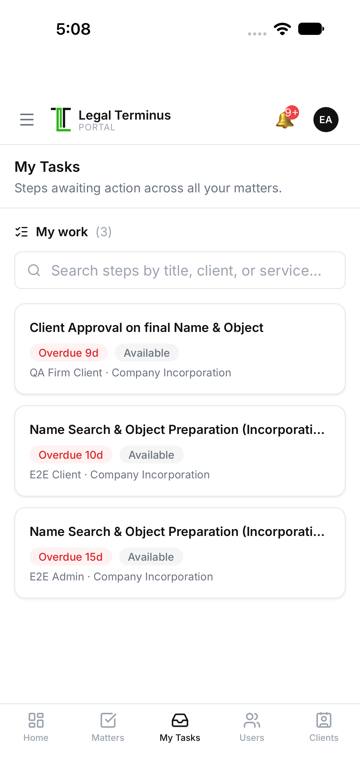 5:08
Legal Terminus
PORTAL
9+
EA
My Tasks
Steps awaiting action across all your matters.
My work (3)
Search steps by title, client, or service...
Client Approval on final Name & Object
Overdue 9d Available
QA Firm Client · Company Incorporation
Name Search & Object Preparation (Incorporati...
Overdue 10d Available
E2E Client · Company Incorporation
Name Search & Object Preparation (Incorporati...
Overdue 15d Available
E2E Admin · Company Incorporation
Home Matters My Tasks Users Clients